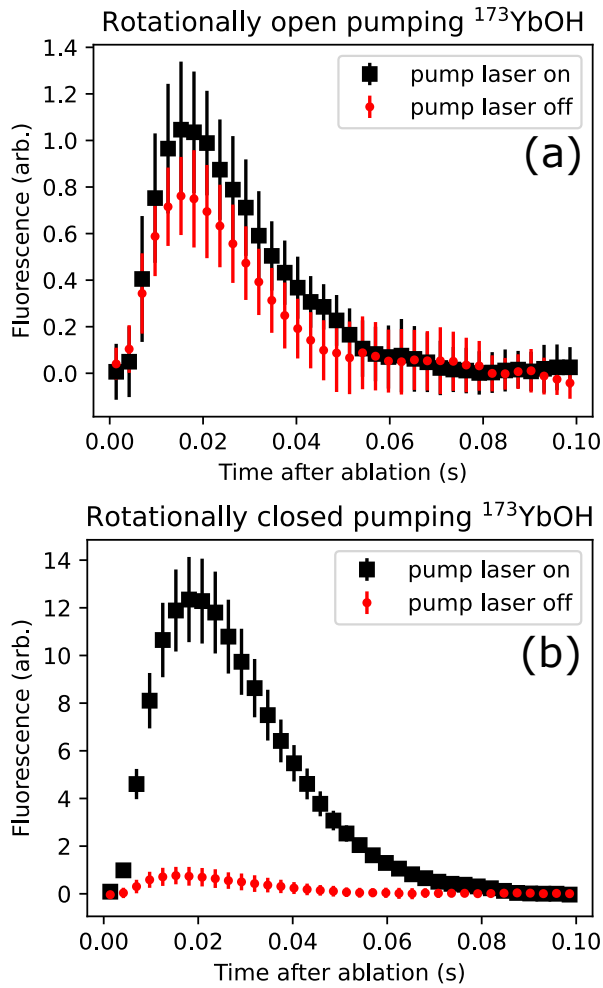 Rotationally open pumping ¹⁷³YbOH
1.4
1.2
1.0
0.8
0.6
0.4
0.2
0.0
Fluorescence (arb.)
pump laser on
pump laser off
(a)
0.00 0.02 0.04 0.06 0.08 0.10
Time after ablation (s)
Rotationally closed pumping ¹⁷³YbOH
14
12
10
8
6
4
2
0
Fluorescence (arb.)
pump laser on
pump laser off
(b)
0.00 0.02 0.04 0.06 0.08 0.10
Time after ablation (s)